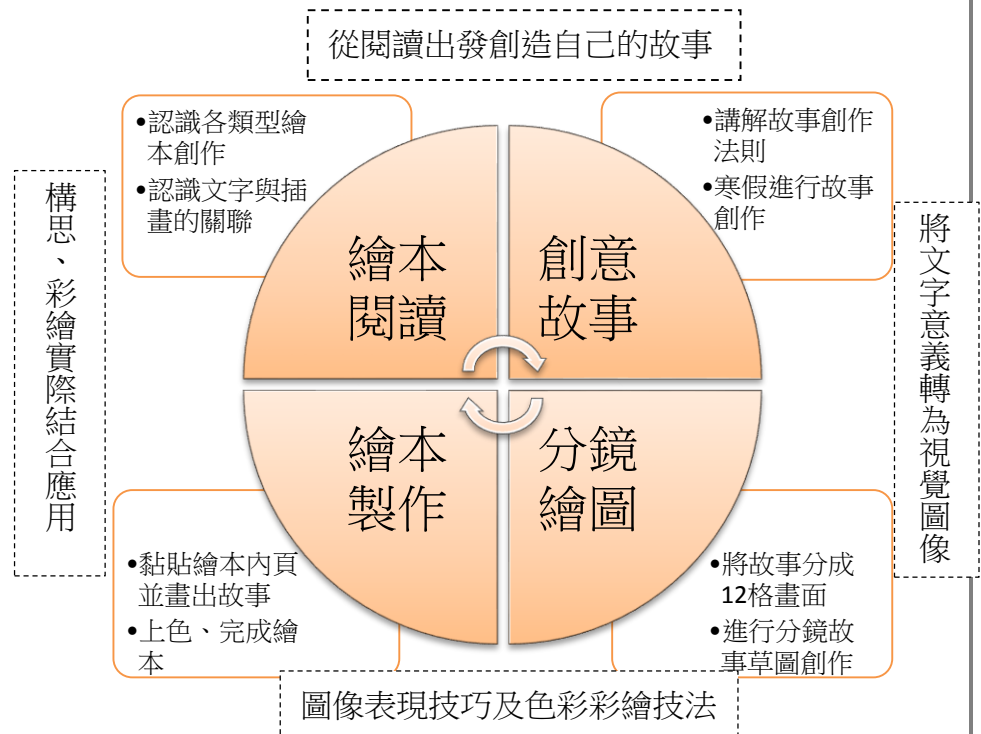 從閱讀出發創造自己的故事
•認識各類型繪
本創作
•認識文字與插
畫的關聯
•講解故事創作
法則
•寒假進行故事
創作
構思、彩繪實際結合應用
繪本
閱讀
創意
故事
將文字意義轉為視覺圖像
繪本
製作
分鏡
繪圖
•黏貼繪本內頁
並畫出故事
•上色、完成繪
本
•將故事分成
12格畫面
•進行分鏡故
事草圖創作
圖像表現技巧及色彩彩繪技法